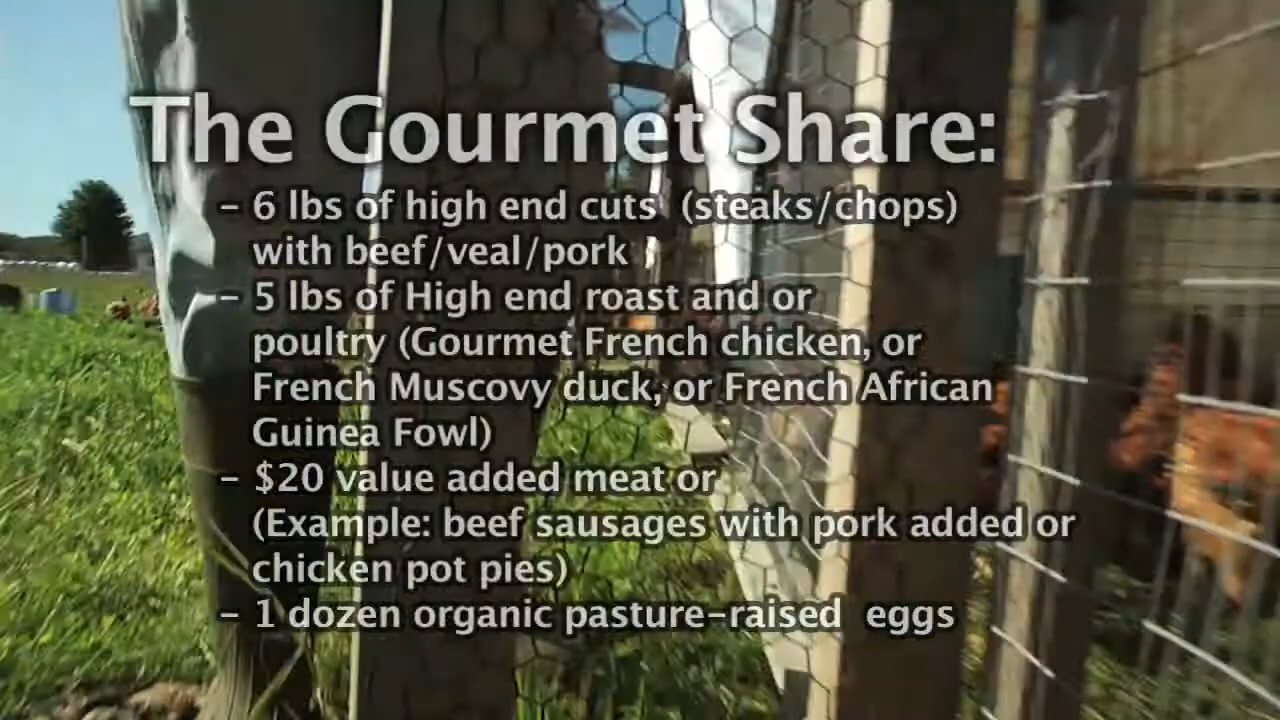 The Gourmet Share:
– 6 lbs of high end cuts (steaks/chops)
with beef/veal/pork
– 5 lbs of High end roast and or
poultry (Gourmet French chicken, or
French Muscovy duck, or French African
Guinea Fowl)
– $20 value added meat or
(Example: beef sausages with pork added or
chicken pot pies)
– 1 dozen organic pasture-raised eggs